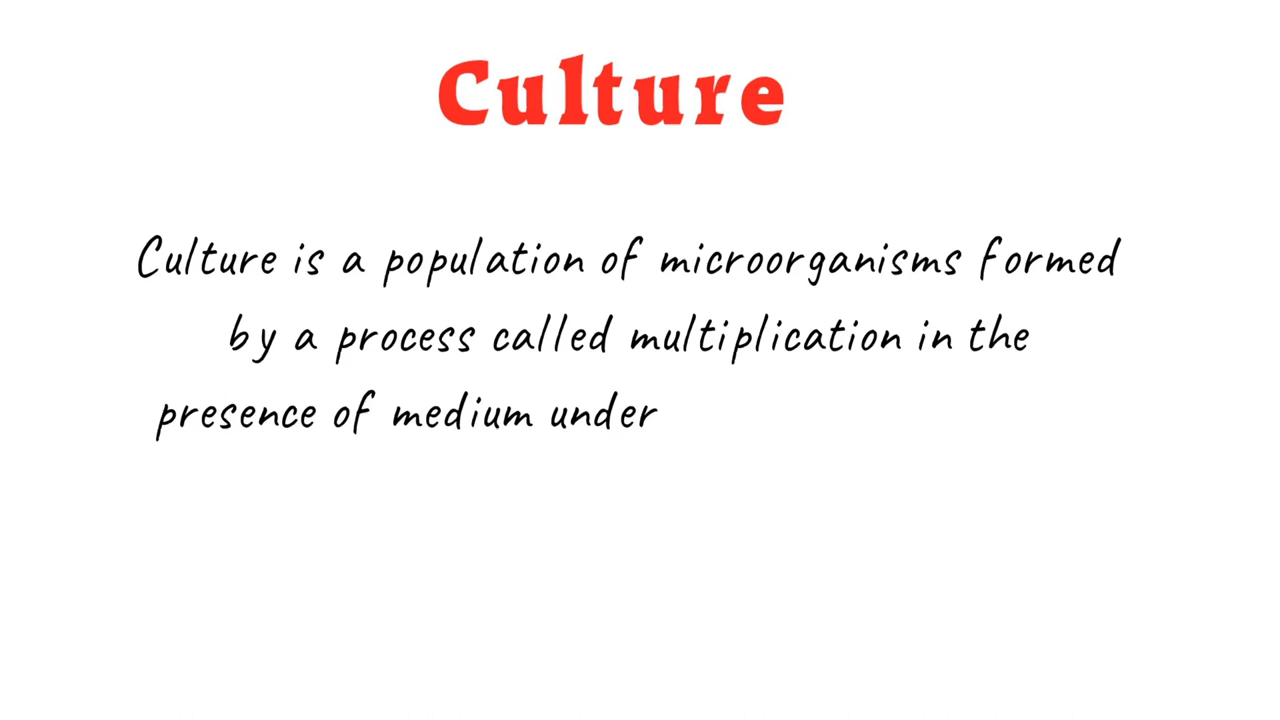 Culture
Culture is a population of microorganisms formed
by a process called multiplication in the
presence of medium under